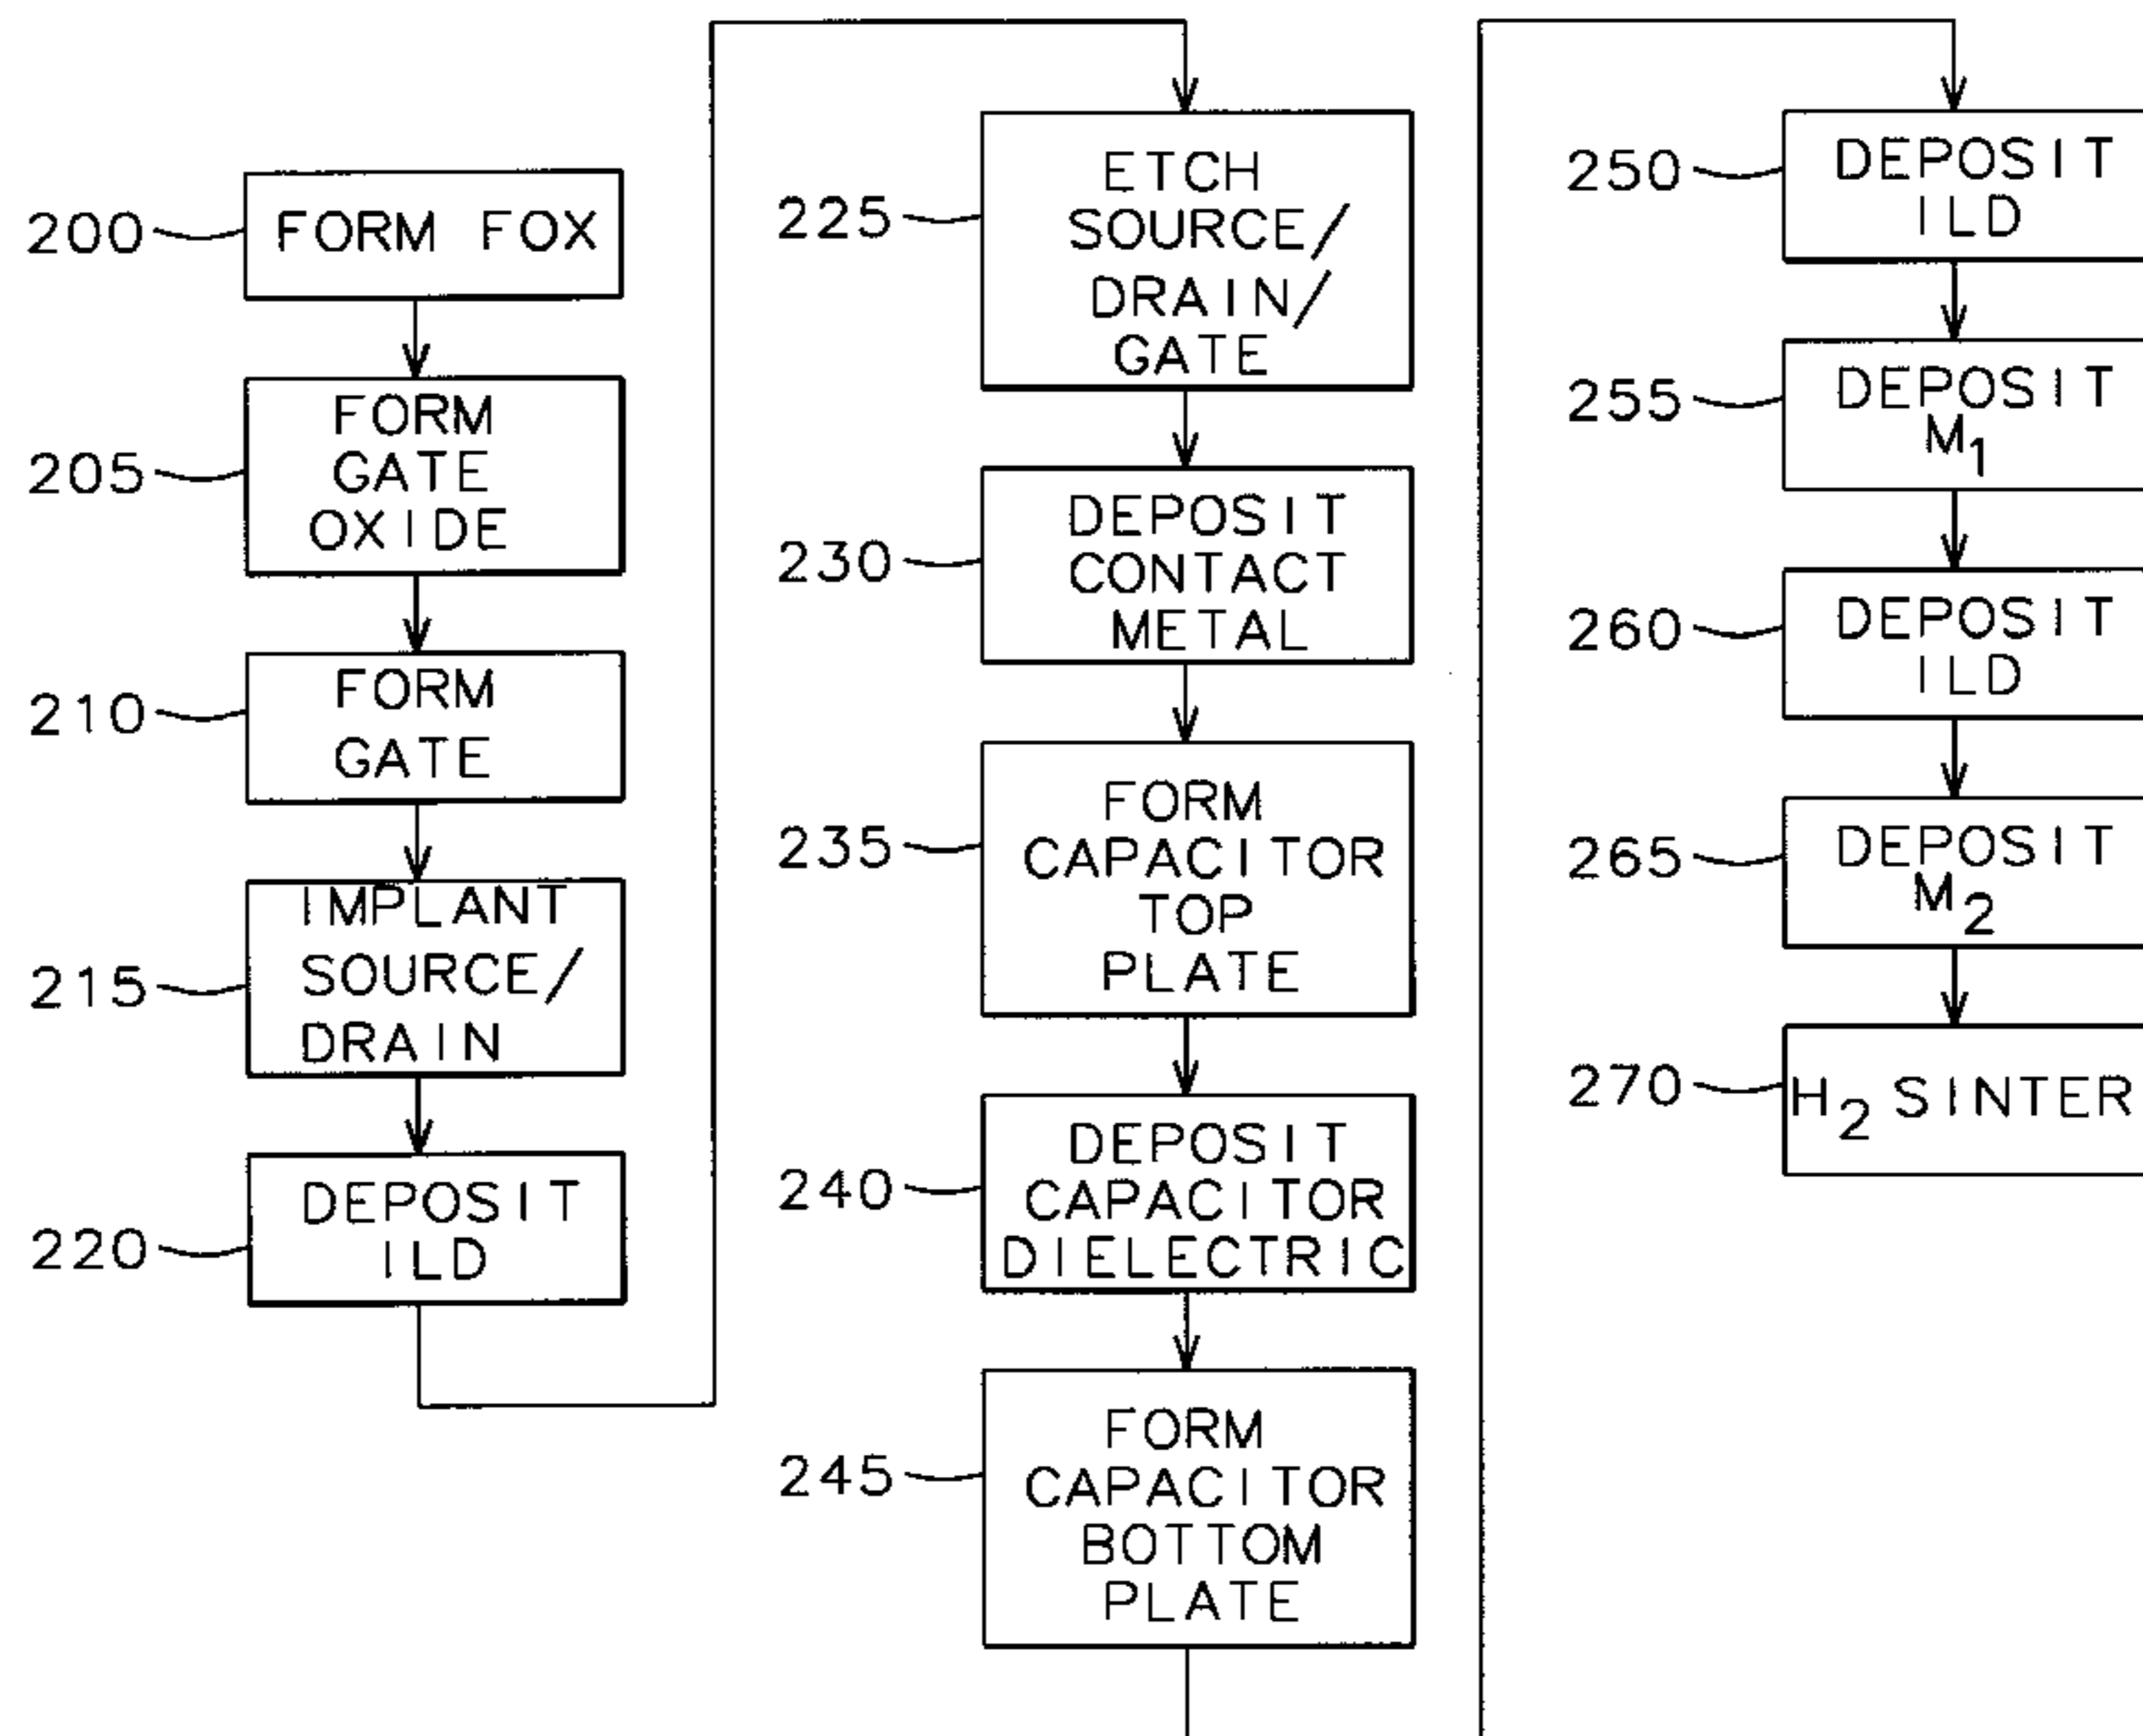 200
FORM FOX
205
FORM
GATE
OXIDE
210
FORM
GATE
215
IMPLANT
SOURCE/
DRAIN
220
DEPOSIT
ILD
225
ETCH
SOURCE/
DRAIN/
GATE
230
DEPOSIT
CONTACT
METAL
235
FORM
CAPACITOR
TOP
PLATE
240
DEPOSIT
CAPACITOR
DIELECTRIC
245
FORM
CAPACITOR
BOTTOM
PLATE
250
DEPOSIT
ILD
255
DEPOSIT
M1
260
DEPOSIT
ILD
265
DEPOSIT
M2
270
H2 SINTER